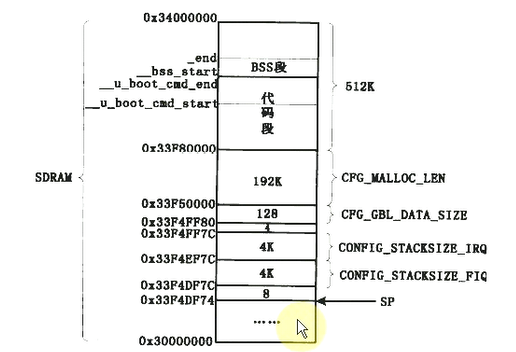 0x34000000
_end
BSS段
__bss_start
__u_boot_cmd_end
512K
代
__u_boot_cmd_start
码
段
0x33F80000
SDRAM
192K
CFG_MALLOC_LEN
0x33F50000
128
CFG_GBL_DATA_SIZE
0x33F4FF80
4
0x33F4FF7C
4K
CONFIG_STACKSIZE_IRQ
0x33F4EF7C
4K
CONFIG_STACKSIZE_FIQ
0x33F4DF7C
8
0x33F4DF74
SP
……
0x30000000